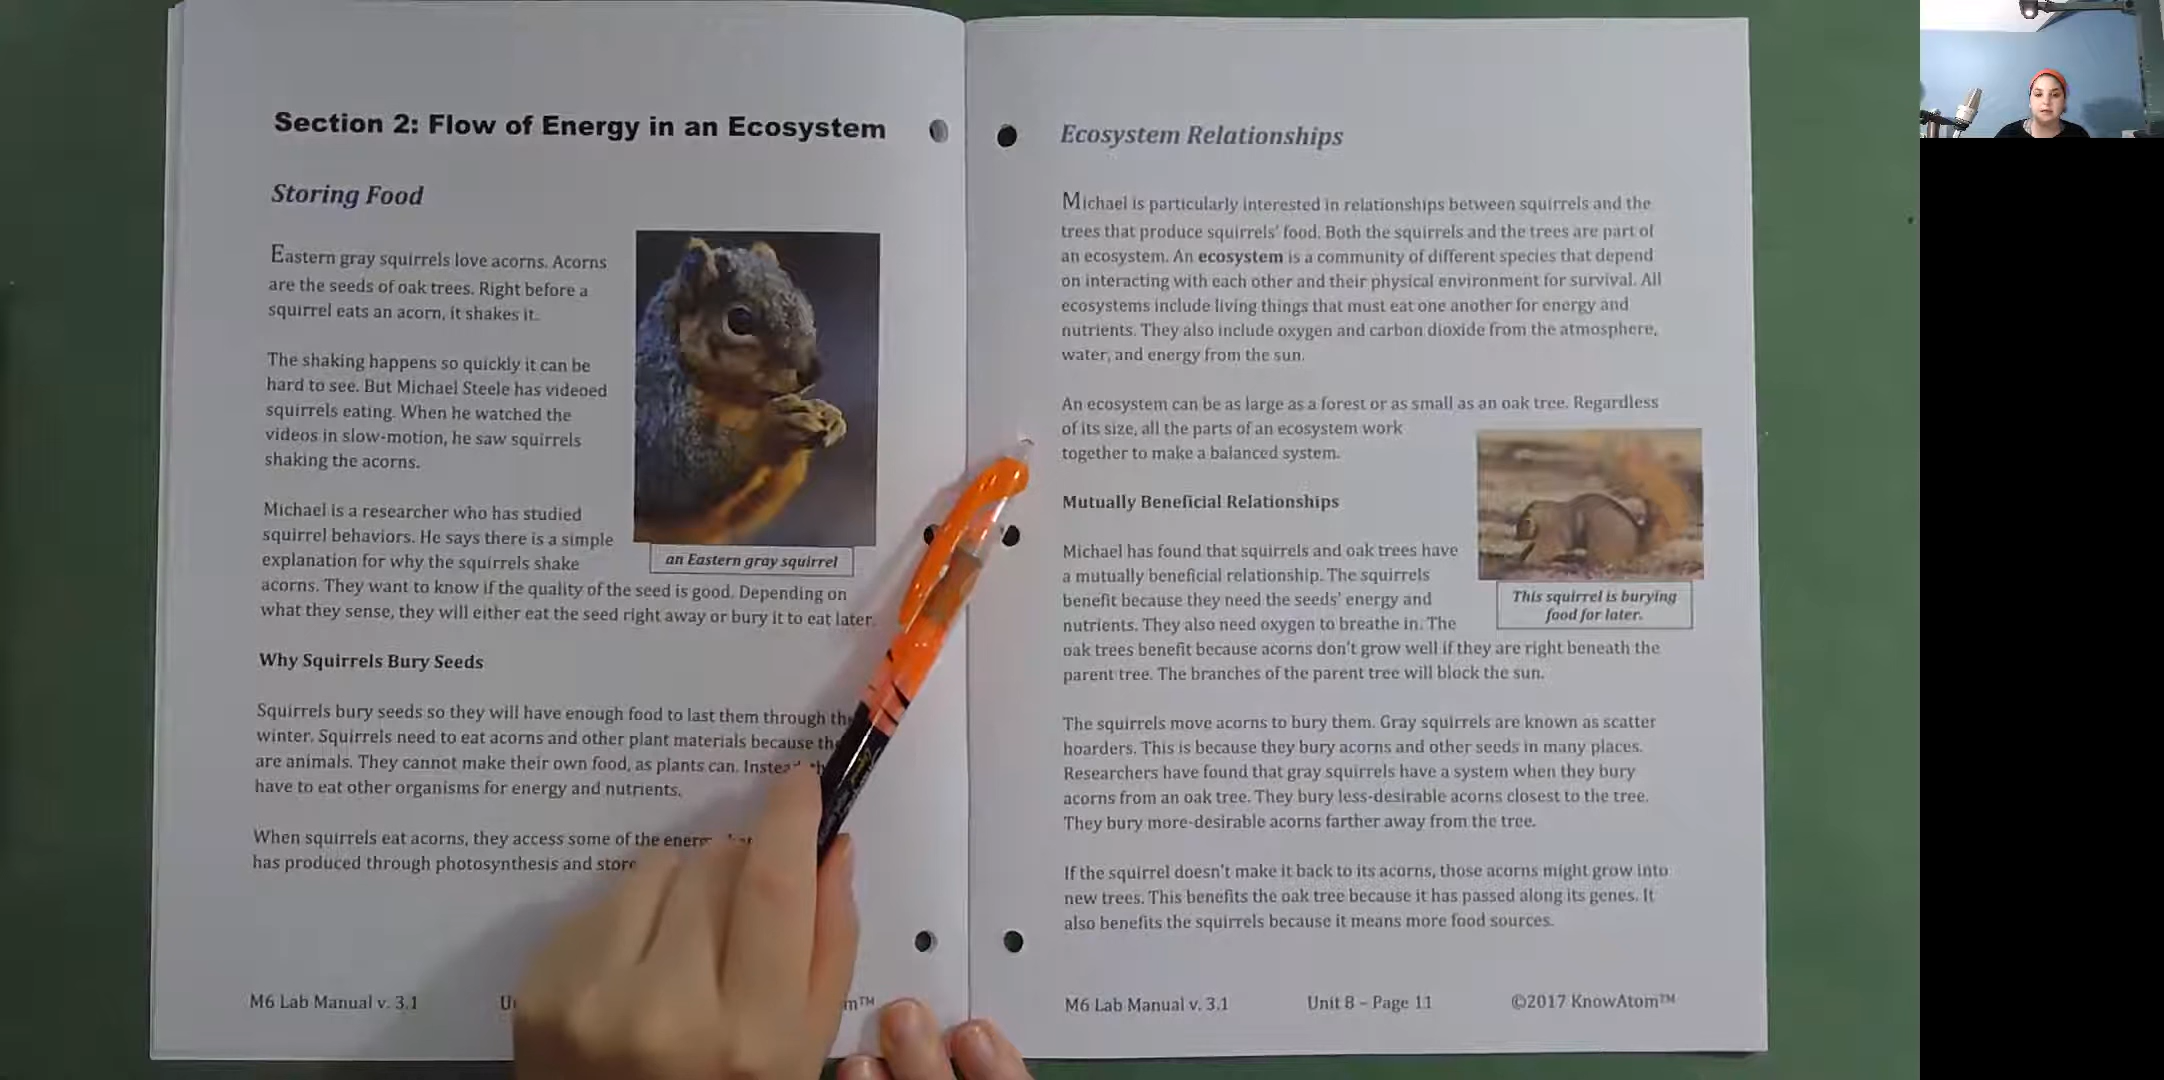 Section 2: Flow of Energy in an Ecosystem
Storing Food
Eastern gray squirrels love acorns. Acorns
are the seeds of oak trees. Right before a
squirrel eats an acorn, it shakes it.
The shaking happens so quickly it can be
hard to see. But Michael Steele has videoed
squirrels eating. When he watched the
videos in slow-motion, he saw squirrels
shaking the acorns.
Michael is a researcher who has studied
squirrel behaviors. He says there is a simple
explanation for why the squirrels shake
acorns. They want to know if the quality of the seed is good. Depending on
what they sense, they will either eat the seed right away or bury it to eat later.
an Eastern gray squirrel
Why Squirrels Bury Seeds
Squirrels bury seeds so they will have enough food to last them through
winter. Squirrels need to eat acorns and other plant materials because
are animals. They cannot make their own food, as plants can.
have to eat other organisms for energy and nutrients.
When squirrels eat acorns, they access some of the
has produced through photosynthesis and
M6 Lab Manual v. 3.1
Ecosystem Relationships
Michael is particularly interested in relationships between squirrels and the
trees that produce squirrels' food. Both the squirrels and the trees are part of
an ecosystem. An ecosystem is a community of different species that depend
on interacting with each other and their physical environment for survival. All
ecosystems include living things that must eat one another for energy and
nutrients. They also include oxygen and carbon dioxide from the atmosphere,
water, and energy from the sun.
An ecosystem can be as large as a forest or as small as an oak tree. Regardless
of its size, all the parts of an ecosystem work
together to make a balanced system.
Mutually Beneficial Relationships
Michael has found that squirrels and oak trees have
a mutually beneficial relationship. The squirrels
benefit because they need the seeds' energy and
nutrients. They also need oxygen to breathe in. The
oak trees benefit because acorns don't grow well if they are right beneath the
parent tree. The branches of the parent tree will block the sun.
This squirrel is burying
food for later.
The squirrels move acorns to bury them. Gray squirrels are known as scatter
hoarders. This is because they bury acorns and other seeds in many places.
Researchers have found that gray squirrels have a system when they bury
acorns from an oak tree. They bury less-desirable acorns closest to the tree.
They bury more-desirable acorns farther away from the tree.
If the squirrel doesn't make it back to its acorns, those acorns might grow into
new trees. This benefits the oak tree because it has passed along its genes. It
also benefits the squirrels because it means more food sources.
M6 Lab Manual v. 3.1 Unit 8 – Page 11 ©2017 KnowAtom™